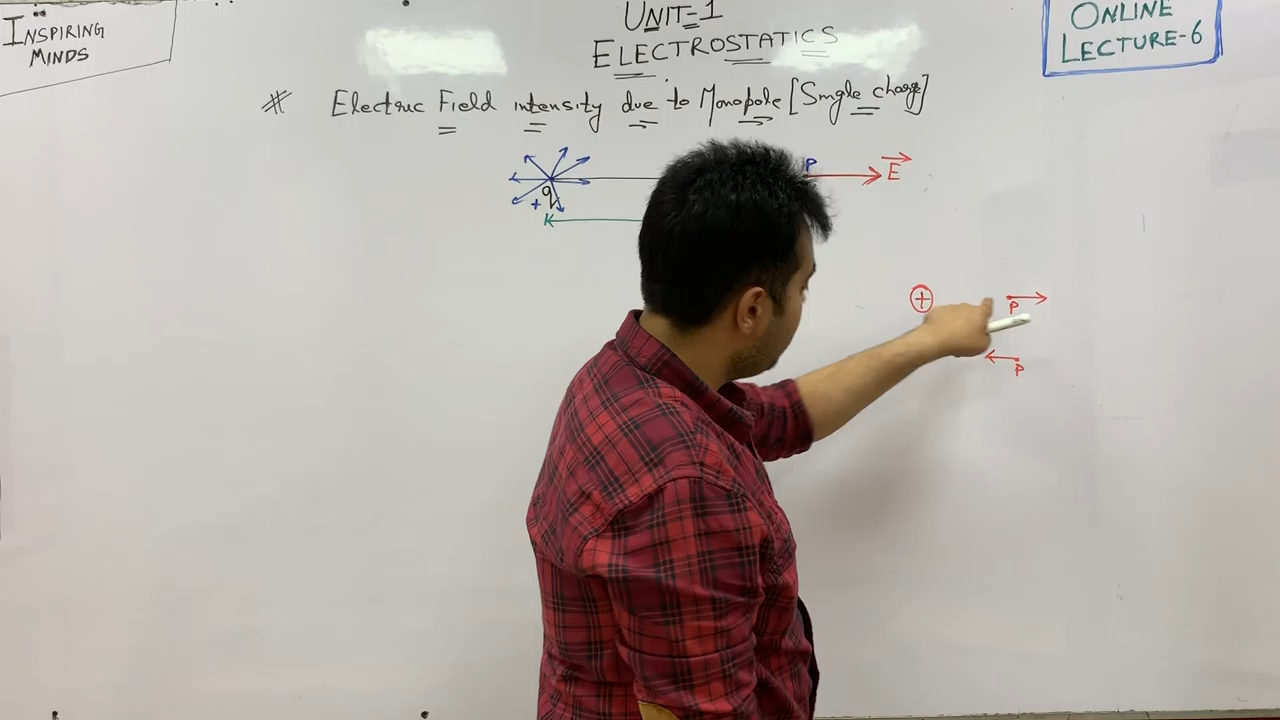 INSPIRING
MINDS
UNIT-1
ELECTROSTATICS
ONLINE
LECTURE-6
# Electric Field intensity due to Monopole [Single charge]
P
E
+ q
+
P
P